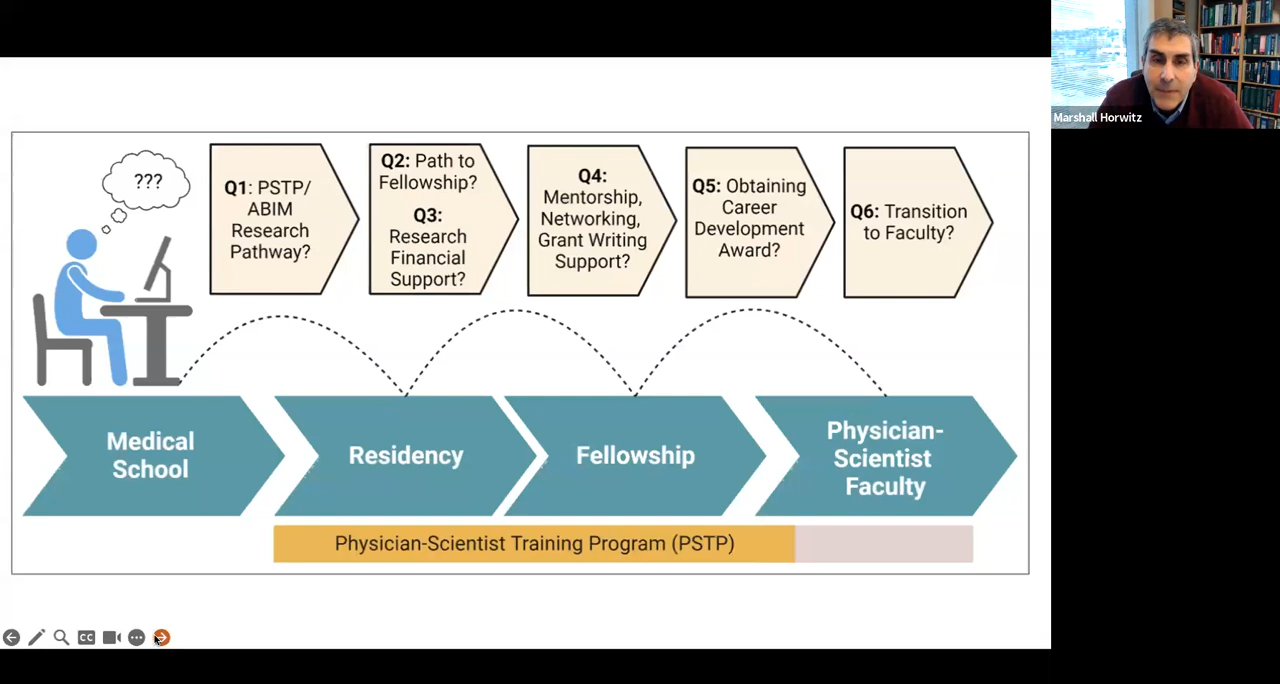 Marshall Horwitz
???
Q1: PSTP/
ABIM
Research
Pathway?
Q2: Path to
Fellowship?
Q3:
Research
Financial
Support?
Q4:
Mentorship,
Networking,
Grant Writing
Support?
Q5: Obtaining
Career
Development
Award?
Q6: Transition
to Faculty?
Medical
School
Residency
Fellowship
Physician-
Scientist
Faculty
Physician-Scientist Training Program (PSTP)
CC